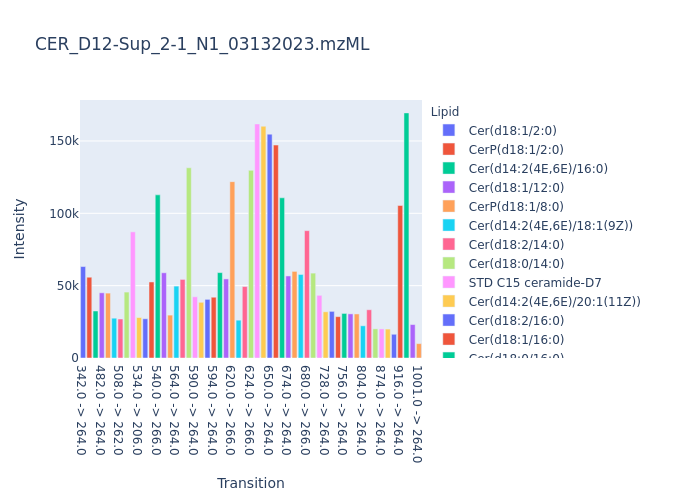 CER_D12-Sup_2-1_N1_03132023.mzML
Lipid
Cer(d18:1/2:0)
CerP(d18:1/2:0)
Cer(d14:2(4E,6E)/16:0)
Cer(d18:1/12:0)
CerP(d18:1/8:0)
Cer(d14:2(4E,6E)/18:1(9Z))
Cer(d18:2/14:0)
Cer(d18:0/14:0)
STD C15 ceramide-D7
Cer(d14:2(4E,6E)/20:1(11Z))
Cer(d18:2/16:0)
Cer(d18:1/16:0)
Cer(d18:0/16:0)
150k
100k
50k
0
Intensity
342.0 -> 264.0
482.0 -> 264.0
508.0 -> 262.0
534.0 -> 206.0
540.0 -> 266.0
564.0 -> 264.0
590.0 -> 264.0
594.0 -> 264.0
620.0 -> 266.0
624.0 -> 264.0
650.0 -> 264.0
674.0 -> 264.0
680.0 -> 266.0
728.0 -> 264.0
756.0 -> 264.0
804.0 -> 264.0
874.0 -> 264.0
916.0 -> 264.0
1001.0 -> 264.0
Transition